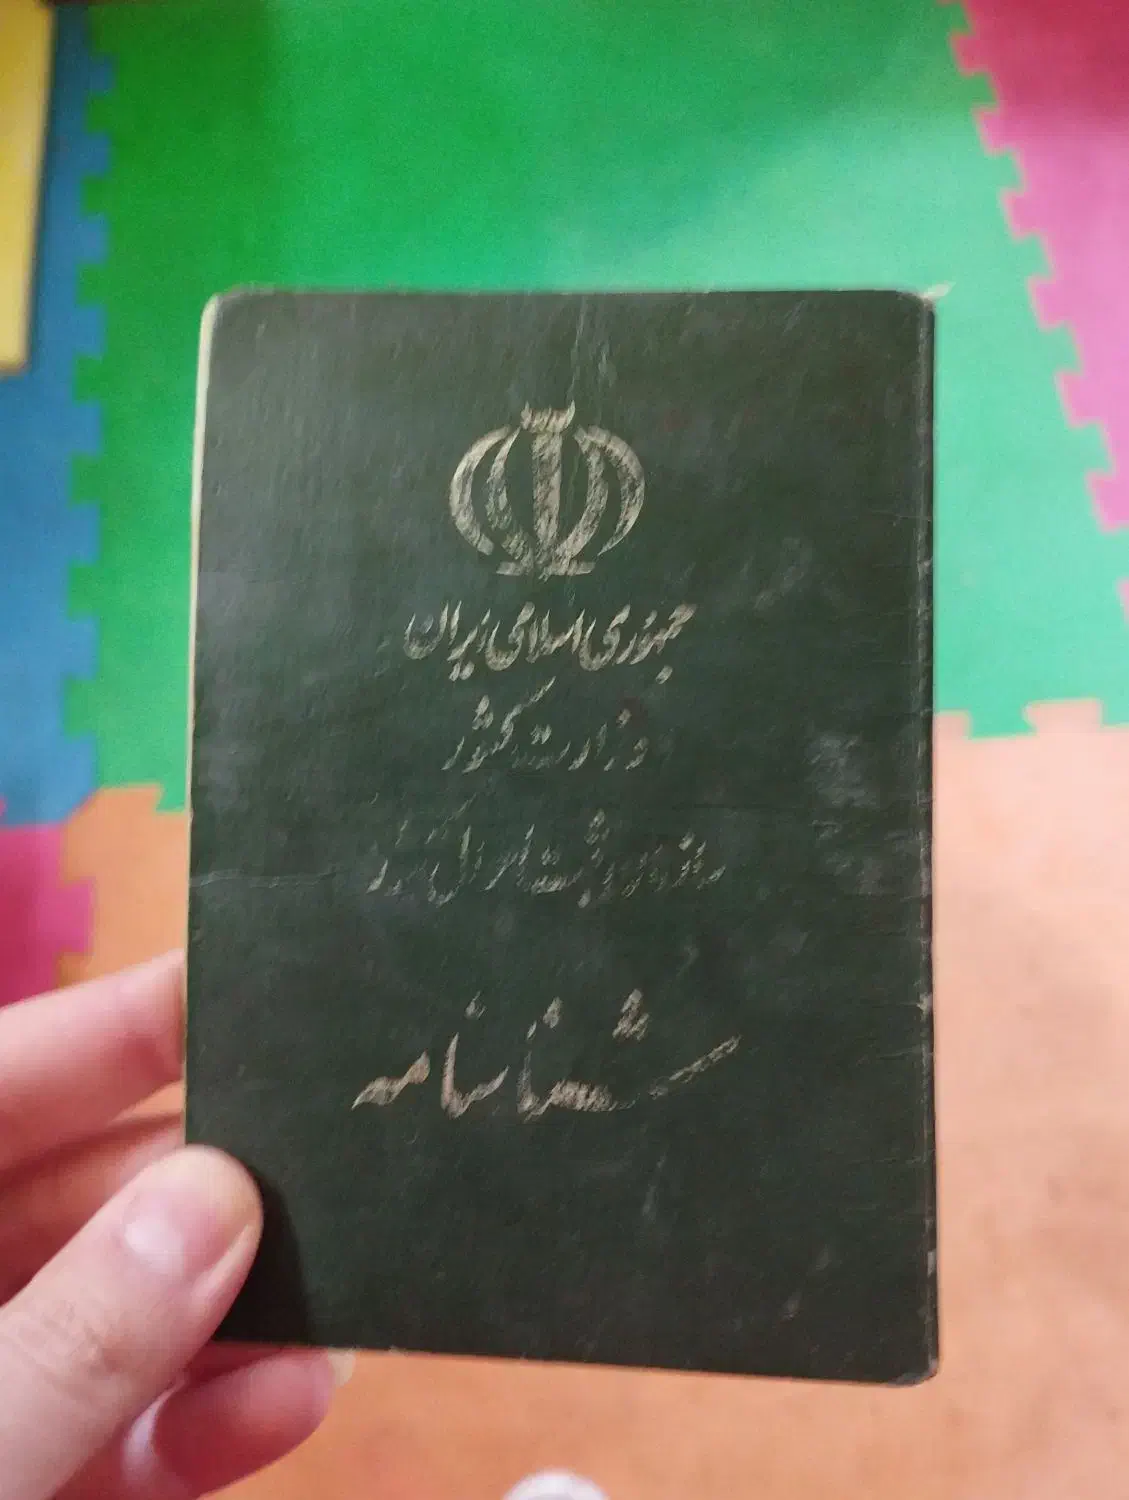 جمهوری اسلامی ایران
وزارت کشور
سازمان ثبت احوال کشور
شناسنامه